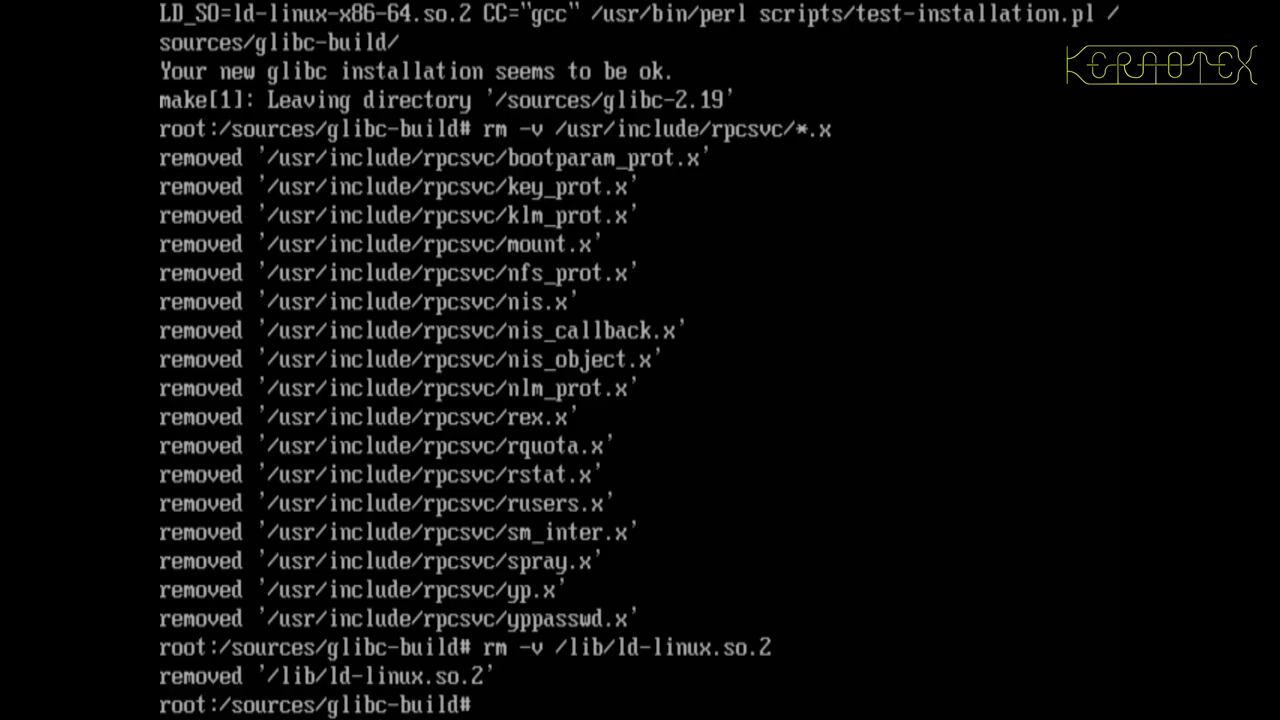 LD_SO=ld-linux-x86-64.so.2 CC="gcc" /usr/bin/perl scripts/test-installation.pl /
sources/glibc-build/
Your new glibc installation seems to be ok.
make[1]: Leaving directory '/sources/glibc-2.19'
root:/sources/glibc-build# rm -v /usr/include/rpcsvc/*.x
removed '/usr/include/rpcsvc/bootparam_prot.x'
removed '/usr/include/rpcsvc/key_prot.x'
removed '/usr/include/rpcsvc/klm_prot.x'
removed '/usr/include/rpcsvc/mount.x'
removed '/usr/include/rpcsvc/nfs_prot.x'
removed '/usr/include/rpcsvc/nis.x'
removed '/usr/include/rpcsvc/nis_callback.x'
removed '/usr/include/rpcsvc/nis_object.x'
removed '/usr/include/rpcsvc/nlm_prot.x'
removed '/usr/include/rpcsvc/rex.x'
removed '/usr/include/rpcsvc/rquota.x'
removed '/usr/include/rpcsvc/rstat.x'
removed '/usr/include/rpcsvc/rusers.x'
removed '/usr/include/rpcsvc/sm_inter.x'
removed '/usr/include/rpcsvc/spray.x'
removed '/usr/include/rpcsvc/yp.x'
removed '/usr/include/rpcsvc/yppasswd.x'
root:/sources/glibc-build# rm -v /lib/ld-linux.so.2
removed '/lib/ld-linux.so.2'
root:/sources/glibc-build#